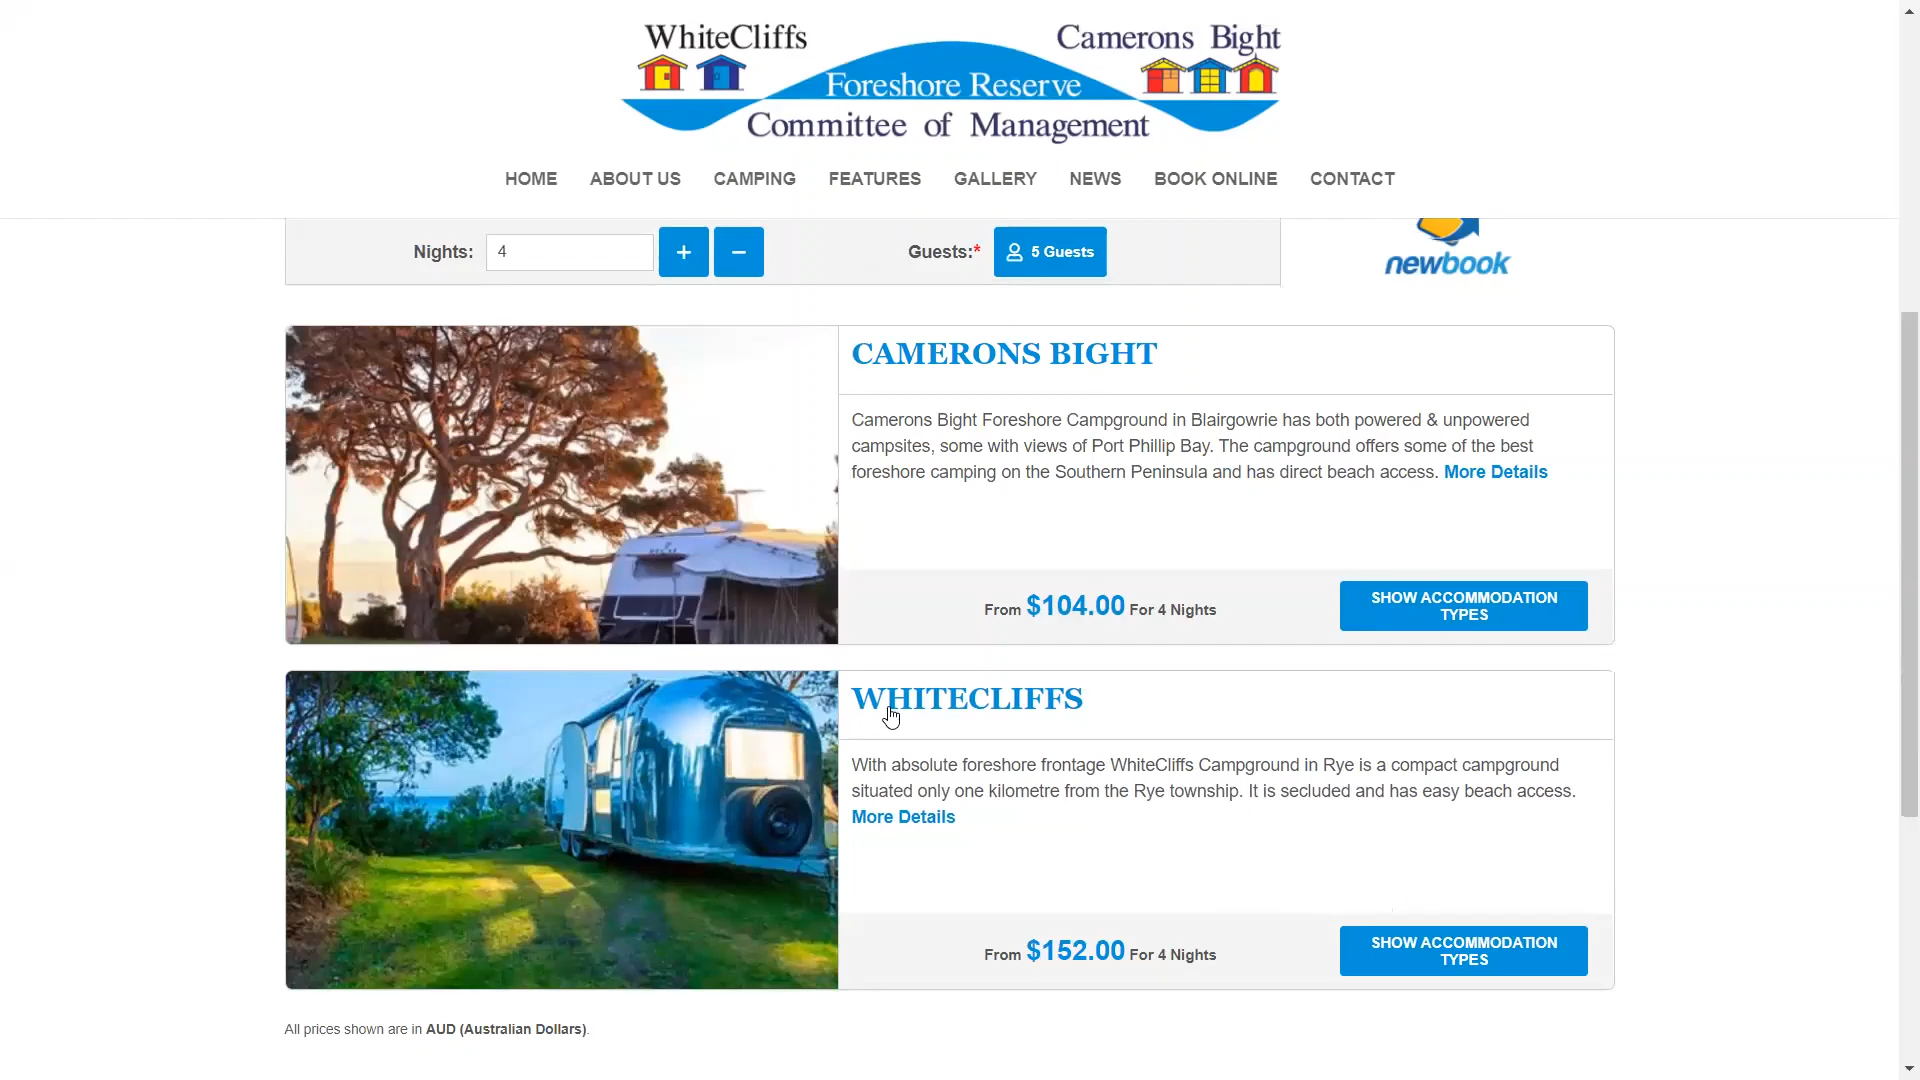 WhiteCliffs Camerons Bight
Foreshore Reserve
Committee of Management
HOME ABOUT US CAMPING FEATURES GALLERY NEWS BOOK ONLINE CONTACT
Nights: 4 + − Guests:* 5 Guests
newbook
CAMERONS BIGHT
Camerons Bight Foreshore Campground in Blairgowrie has both powered & unpowered
campsites, some with views of Port Phillip Bay. The campground offers some of the best
foreshore camping on the Southern Peninsula and has direct beach access. More Details
From $104.00 For 4 Nights
SHOW ACCOMMODATION
TYPES
WHITECLIFFS
With absolute foreshore frontage WhiteCliffs Campground in Rye is a compact campground
situated only one kilometre from the Rye township. It is secluded and has easy beach access.
More Details
From $152.00 For 4 Nights
SHOW ACCOMMODATION
TYPES
All prices shown are in AUD (Australian Dollars).